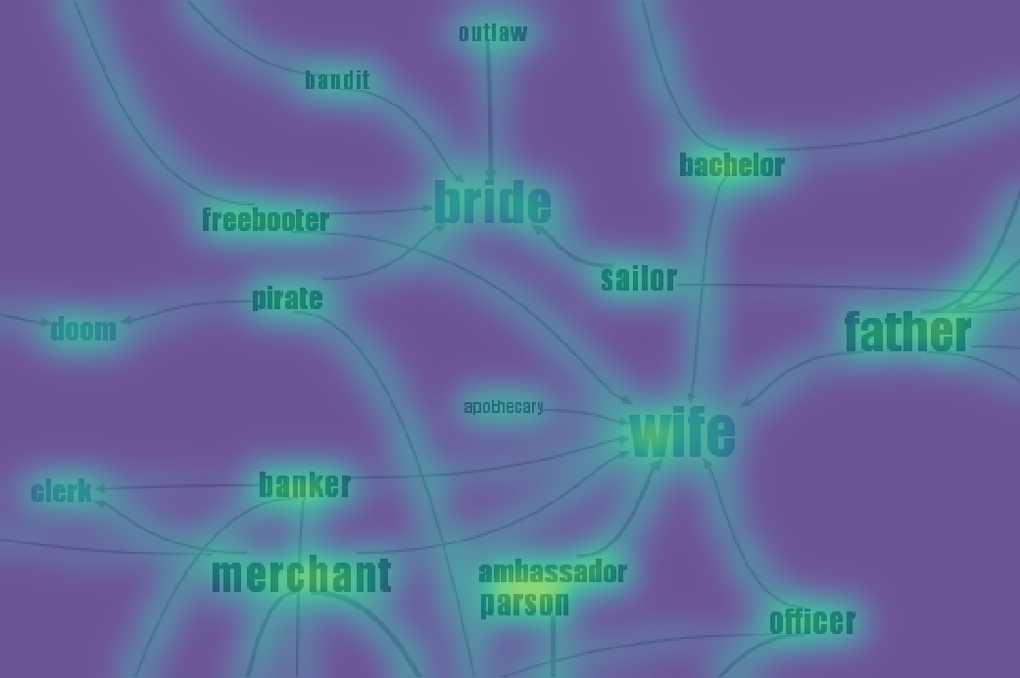 outlaw
bandit
bachelor
bride
freebooter
sailor
pirate
doom
father
apothecary
wife
banker
clerk
merchant
ambassador
parson
officer